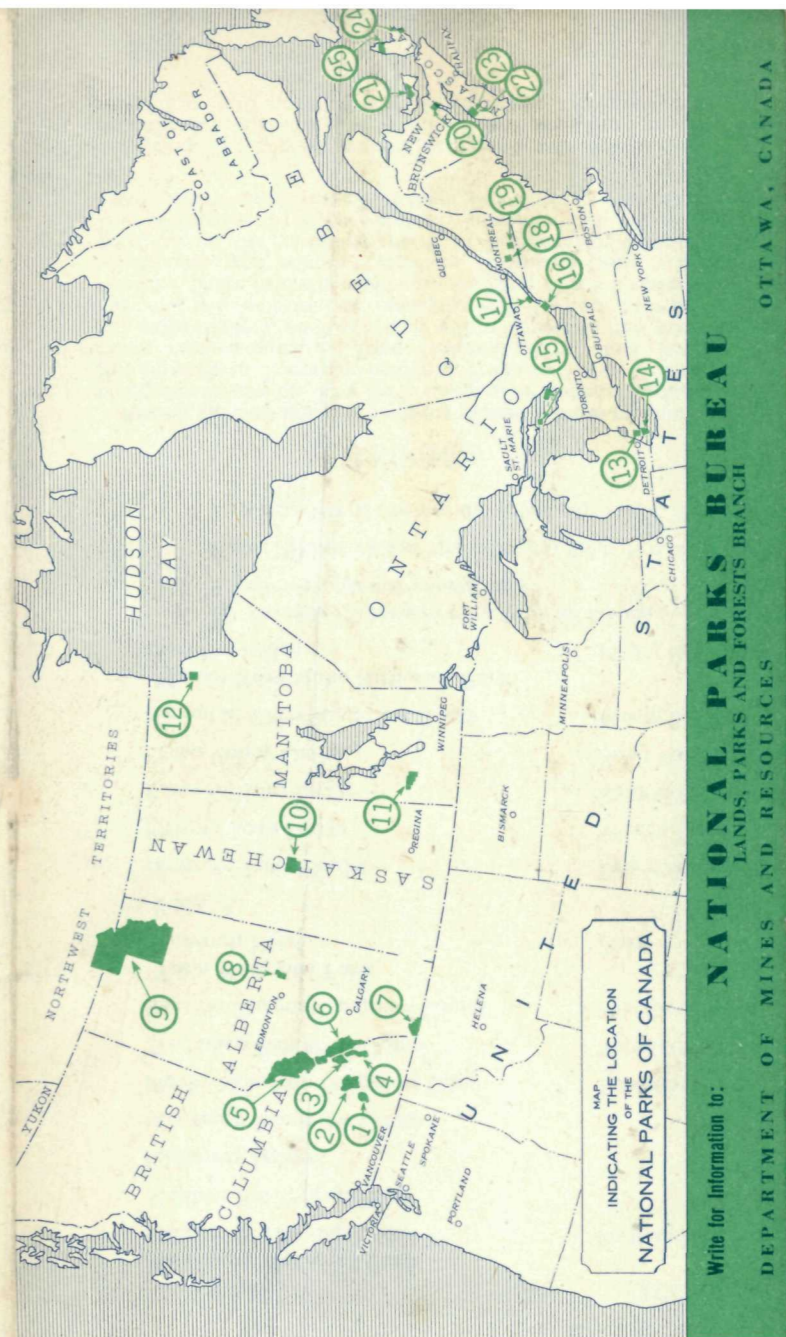 YUKON
NORTHWEST
TERRITORIES
HUDSON
BAY
COAST OF
LABRADOR
BRITISH
COLUMBIA
ALBERTA
SASKATCHEWAN
MANITOBA
ONTARIO
QUEBEC
NEW
BRUNSWICK
NOVA SCO
HALIFAX
EDMONTON
CALGARY
REGINA
WINNIPEG
FORT
WILLIAM
SAULT
ST. MARIE
OTTAWA
MONTREAL
QUEBEC
TORONTO
VANCOUVER
VICTORIA
SEATTLE
SPOKANE
PORTLAND
HELENA
BISMARCK
MINNEAPOLIS
CHICAGO
DETROIT
BUFFALO
NEW YORK
BOSTON
UNITED
STATES
1
2
3
4
5
6
7
8
9
10
11
12
13
14
15
16
17
18
19
20
21
22
23
24
25
MAP
INDICATING THE LOCATION
OF THE
NATIONAL PARKS OF CANADA
Write for Information to:
NATIONAL PARKS BUREAU
LANDS, PARKS AND FORESTS BRANCH
DEPARTMENT OF MINES AND RESOURCES
OTTAWA, CANADA